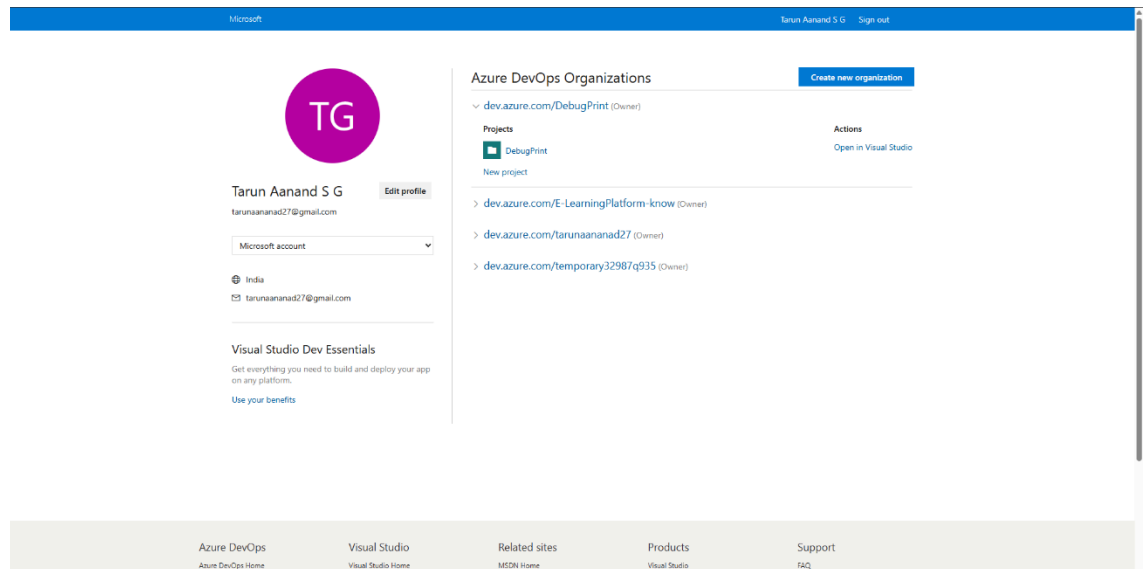 Microsoft
Tarun Aanand S G Sign out
TG
Tarun Aanand S G
Edit profile
tarunaananad27@gmail.com
Microsoft account
India
tarunaananad27@gmail.com
Visual Studio Dev Essentials
Get everything you need to build and deploy your app
on any platform.
Use your benefits
Azure DevOps Organizations
Create new organization
dev.azure.com/DebugPrint (Owner)
Projects
Actions
DebugPrint
Open in Visual Studio
New project
dev.azure.com/E-LearningPlatform-know (Owner)
dev.azure.com/tarunaananad27 (Owner)
dev.azure.com/temporary32987q935 (Owner)
Azure DevOps
Azure DevOps Home
Visual Studio
Visual Studio Home
Related sites
MSDN Home
Products
Visual Studio
Support
FAQ